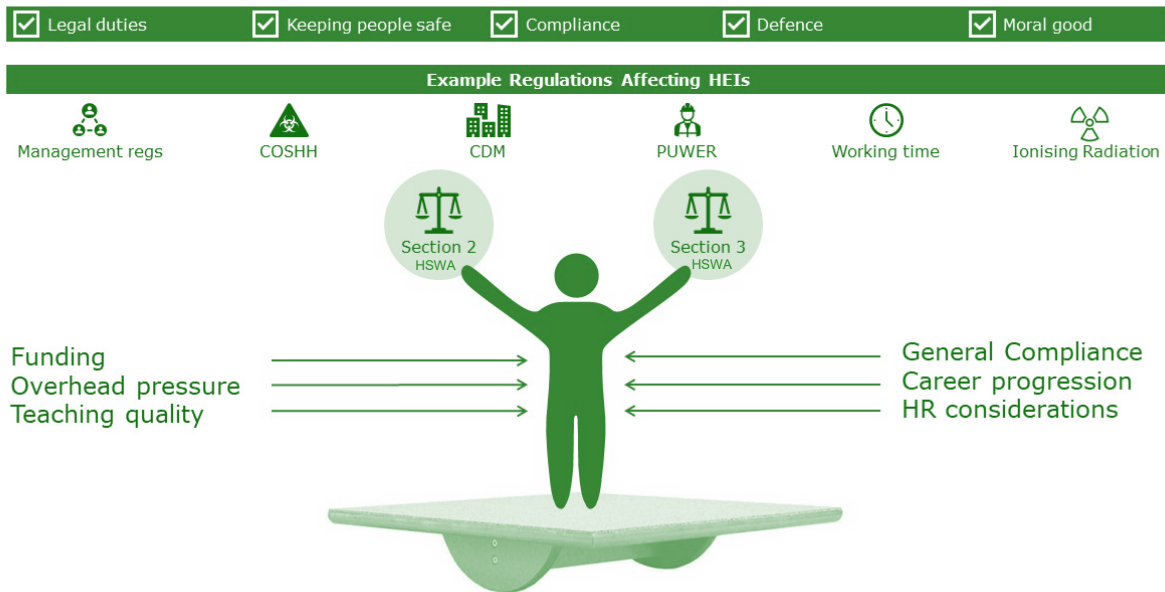 Legal duties
Keeping people safe
Compliance
Defence
Moral good
Example Regulations Affecting HEIs
Management regs
COSHH
CDM
PUWER
Working time
Ionising Radiation
Section 2
HSWA
Section 3
HSWA
Funding
Overhead pressure
Teaching quality
General Compliance
Career progression
HR considerations